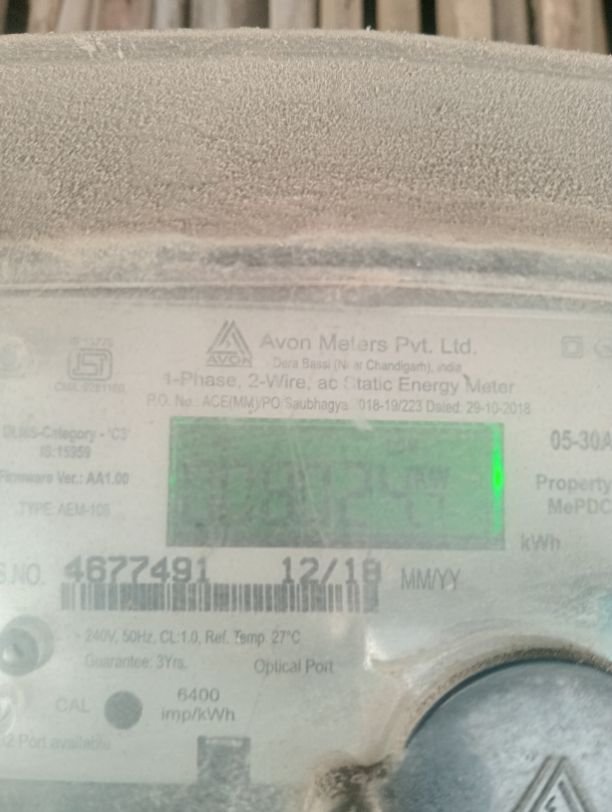 AVON
Avon Meters Pvt. Ltd.
Dera Bassi (Near Chandigarh), India
1-Phase, 2-Wire, ac Static Energy Meter
P.O. No.: ACE(MM)/PO/Saubhagya 018-19/223 Dated: 29-10-2018
Category - 'C3'
IS:15959
05-30A
Firmware Ver.: AA1.00
Property
MePDC
TYPE: AEM-100
kWh
S.NO. 4677491 12/18 MM/YY
240V, 50Hz, CL:1.0, Ref. Temp. 27°C
Guarantee: 3Yrs. Optical Port
CAL
6400
imp/kWh
Port available